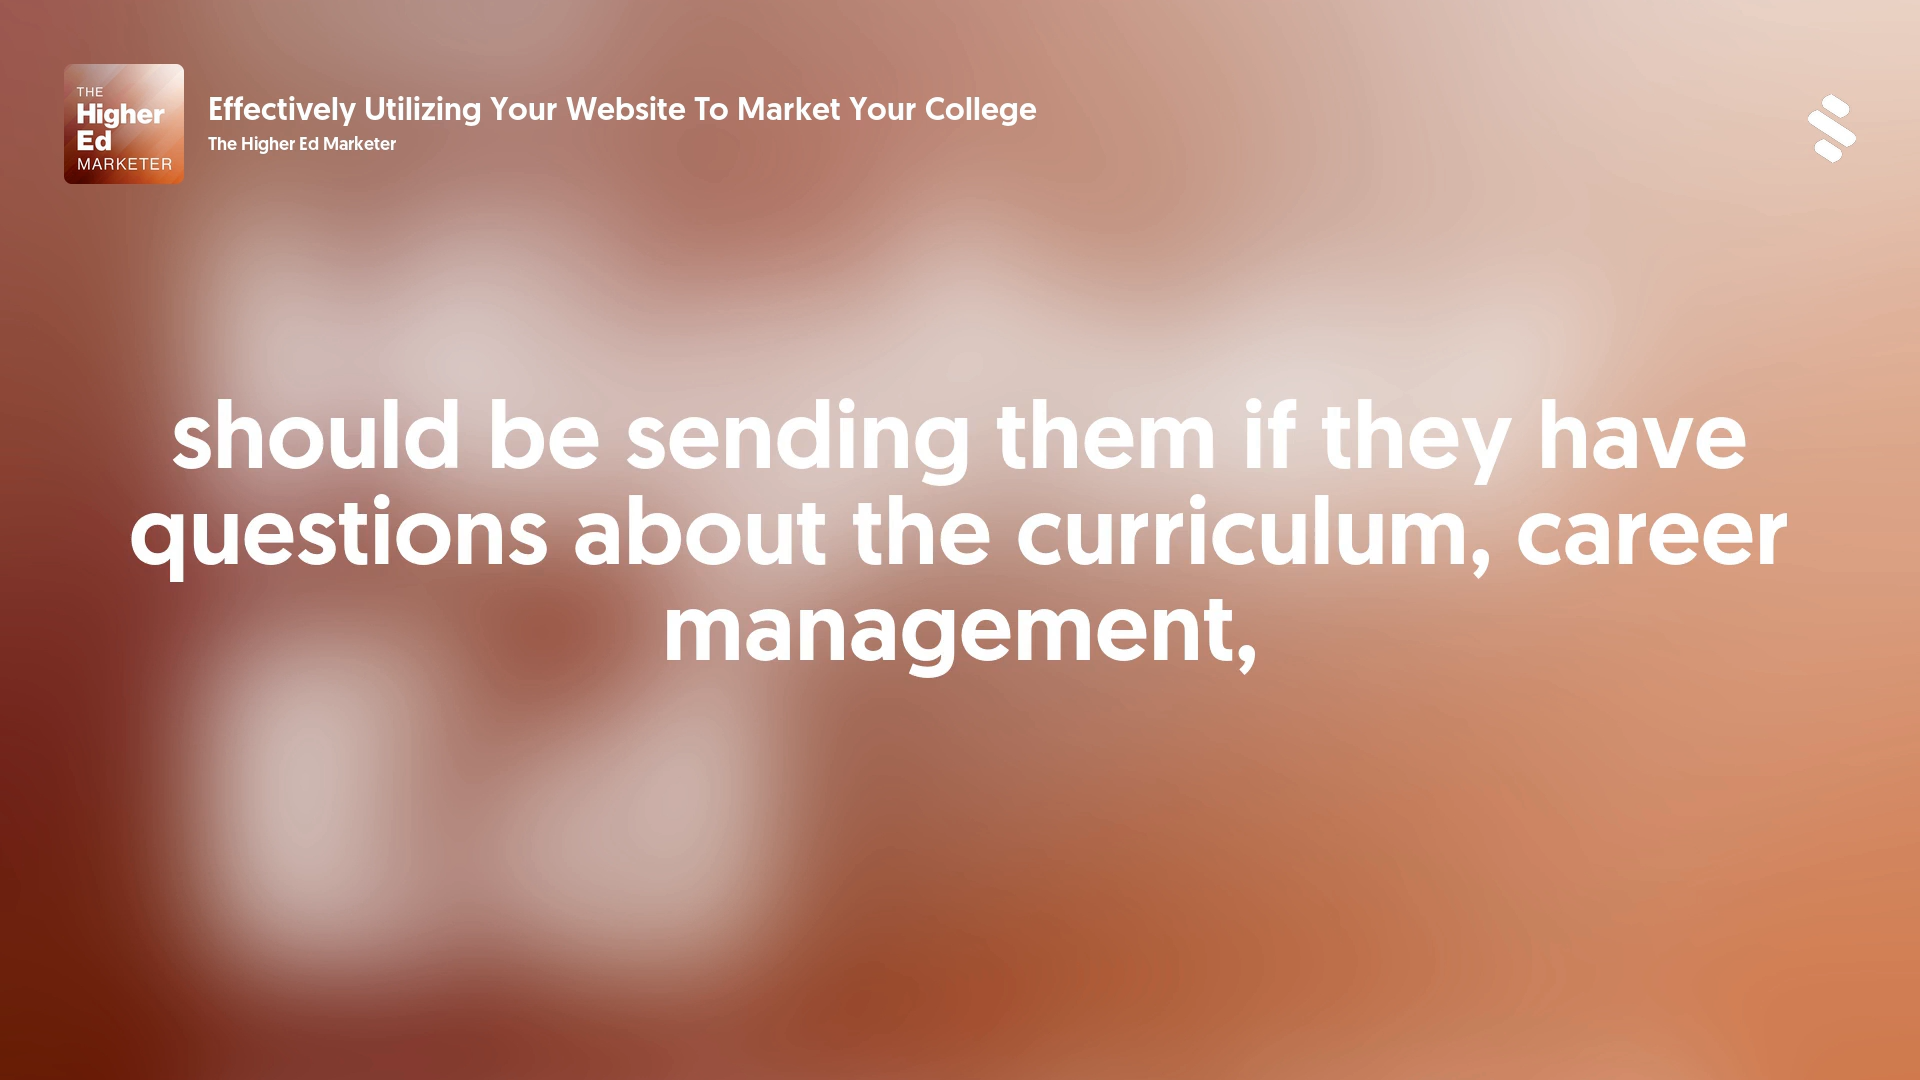 THE
Higher
Ed
MARKETER
Effectively Utilizing Your Website To Market Your College
The Higher Ed Marketer
should be sending them if they have
questions about the curriculum, career
management,